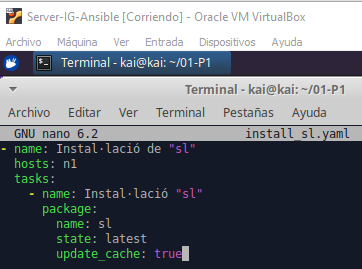 Server-IG-Ansible [Corriendo] - Oracle VM VirtualBox
Archivo Máquina Ver Entrada Dispositivos Ayuda
Terminal - kai@kai: ~/01-P1
Terminal - kai@kai: ~/01-P1
Archivo Editar Ver Terminal Pestañas Ayuda
GNU nano 6.2 install_sl.yaml
- name: Instal·lació de "sl"
  hosts: n1
  tasks:
    - name: Instal·lació "sl"
      package:
        name: sl
        state: latest
        update_cache: true